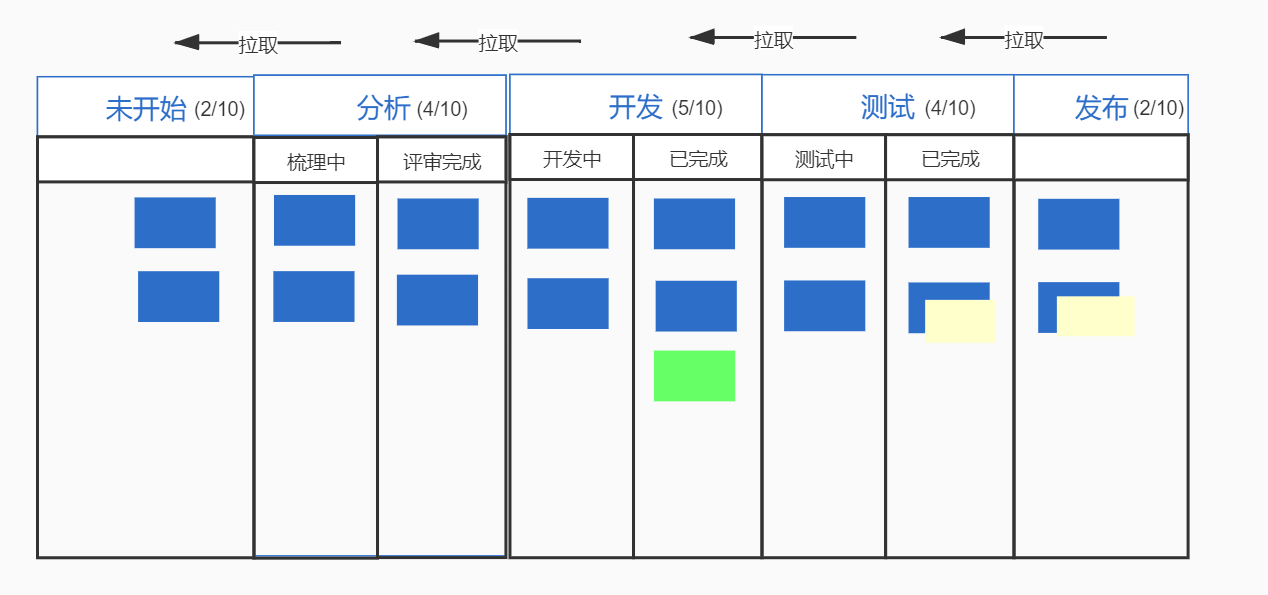 拉取 拉取 拉取 拉取
未开始 (2/10) 分析 (4/10) 开发 (5/10) 测试 (4/10) 发布 (2/10)
梳理中 评审完成 开发中 已完成 测试中 已完成